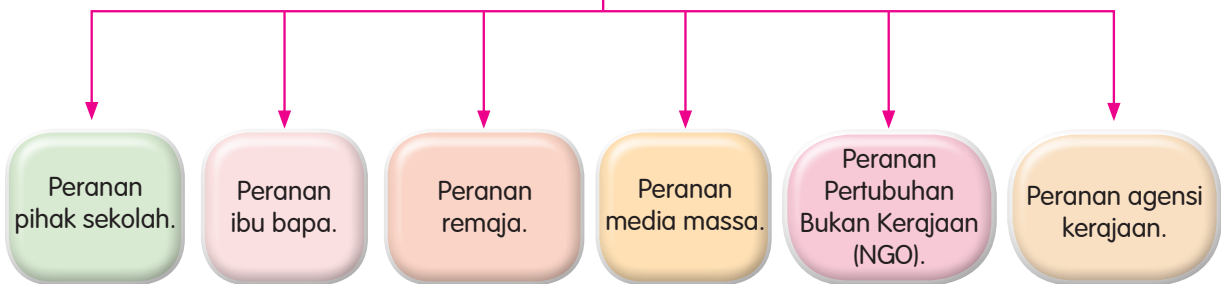 Peranan
pihak sekolah.
Peranan
ibu bapa.
Peranan
remaja.
Peranan
media massa.
Peranan
Pertubuhan
Bukan Kerajaan
(NGO).
Peranan agensi
kerajaan.